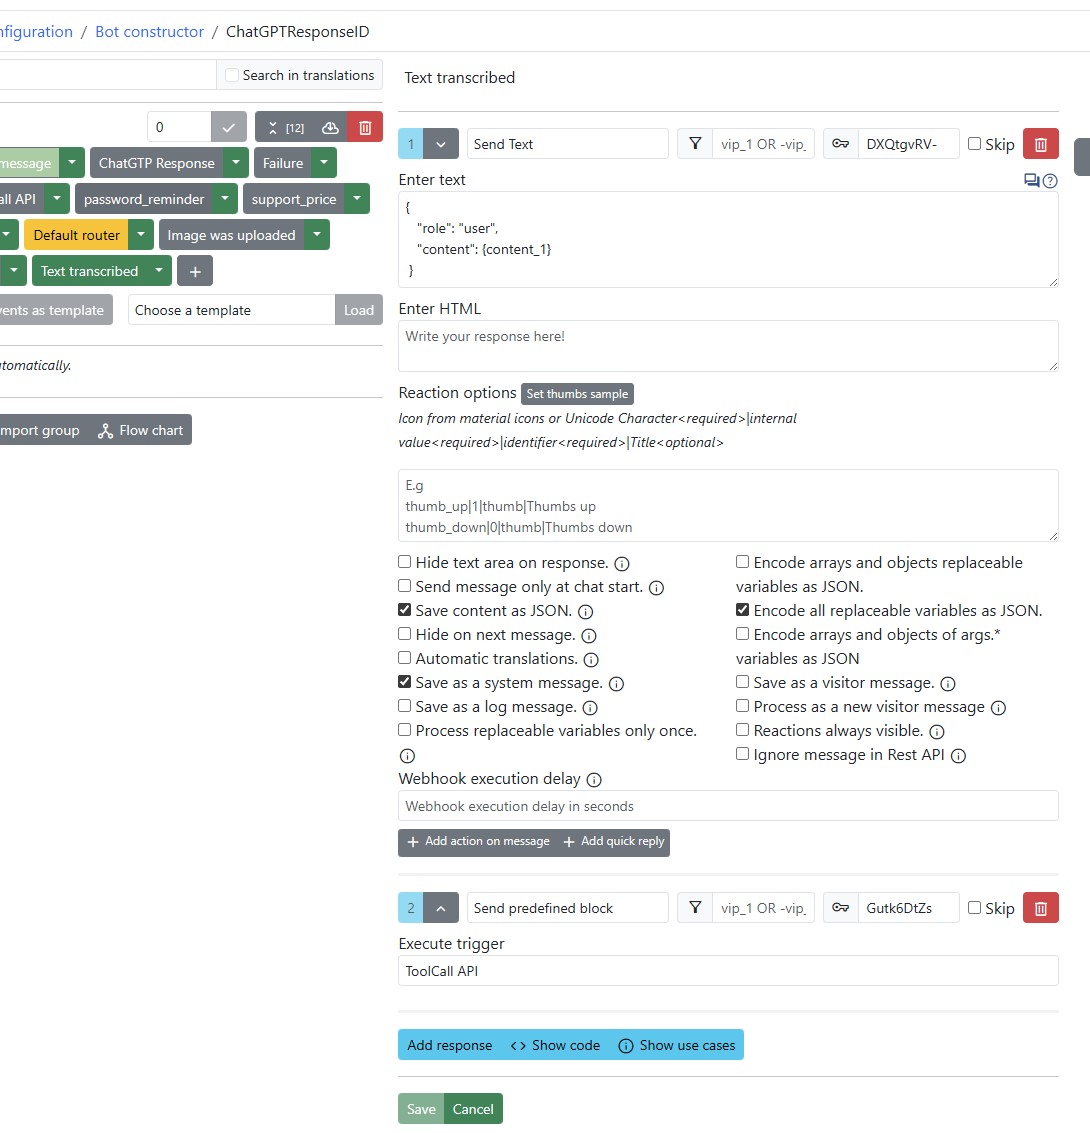 nfiguration / Bot constructor / ChatGPTResponseID
Search in translations
0
[12]
message
ChatGTP Response
Failure
all API
password_reminder
support_price
Default router
Image was uploaded
Text transcribed
+
vents as template
Choose a template
Load
utomatically.
mport group
Flow chart
Text transcribed
1
Send Text
vip_1 OR -vip_
DXQtgvRV-
Skip
Enter text
{
"role": "user",
"content": {content_1}
}
Enter HTML
Write your response here!
Reaction options Set thumbs sample
Icon from material icons or Unicode Character<required>|internal
value<required>|identifier<required>|Title<optional>
E.g
thumb_up|1|thumb|Thumbs up
thumb_down|0|thumb|Thumbs down
Hide text area on response.
Send message only at chat start.
Save content as JSON.
Hide on next message.
Automatic translations.
Save as a system message.
Save as a log message.
Process replaceable variables only once.
Encode arrays and objects replaceable
variables as JSON.
Encode all replaceable variables as JSON.
Encode arrays and objects of args.*
variables as JSON
Save as a visitor message.
Process as a new visitor message
Reactions always visible.
Ignore message in Rest API
Webhook execution delay
Webhook execution delay in seconds
+ Add action on message + Add quick reply
2
Send predefined block
vip_1 OR -vip_
Gutk6DtZs
Skip
Execute trigger
ToolCall API
Add response <> Show code Show use cases
Save Cancel